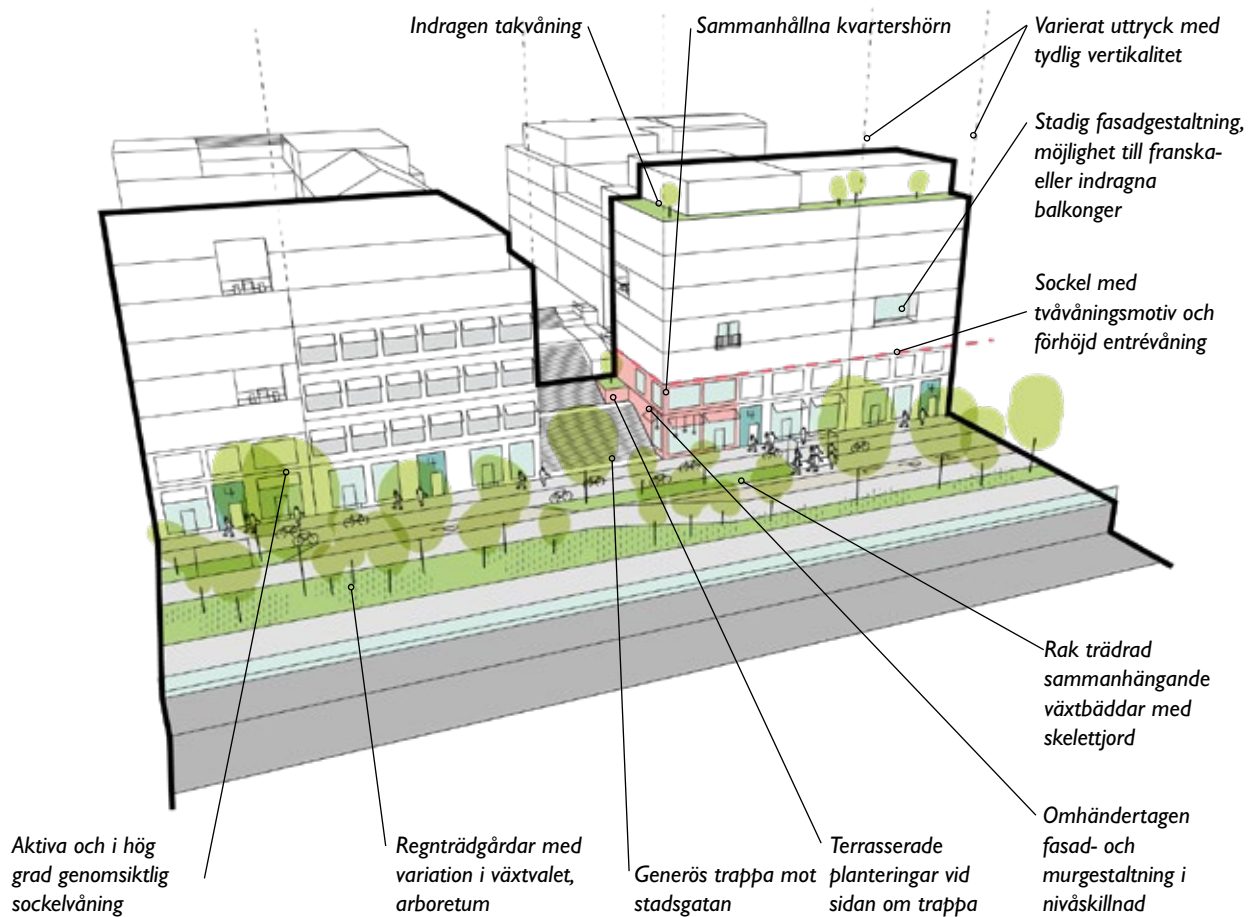 Indragen takvåning
Sammanhållna kvartershörn
Varierat uttryck med
tydlig vertikalitet
Stadig fasadgestaltning,
möjlighet till franska-
eller indragna
balkonger
Sockel med
tvåvåningsmotiv och
förhöjd entrévåning
Rak trädrad
sammanhängande
växtbäddar med
skelettjord
Omhändertagen
fasad- och
murgestaltning i
nivåskillnad
Terrasserade
planteringar vid
sidan om trappa
Generös trappa mot
stadsgatan
Regnträdgårdar med
variation i växtvalet,
arboretum
Aktiva och i hög
grad genomsiktlig
sockelvåning